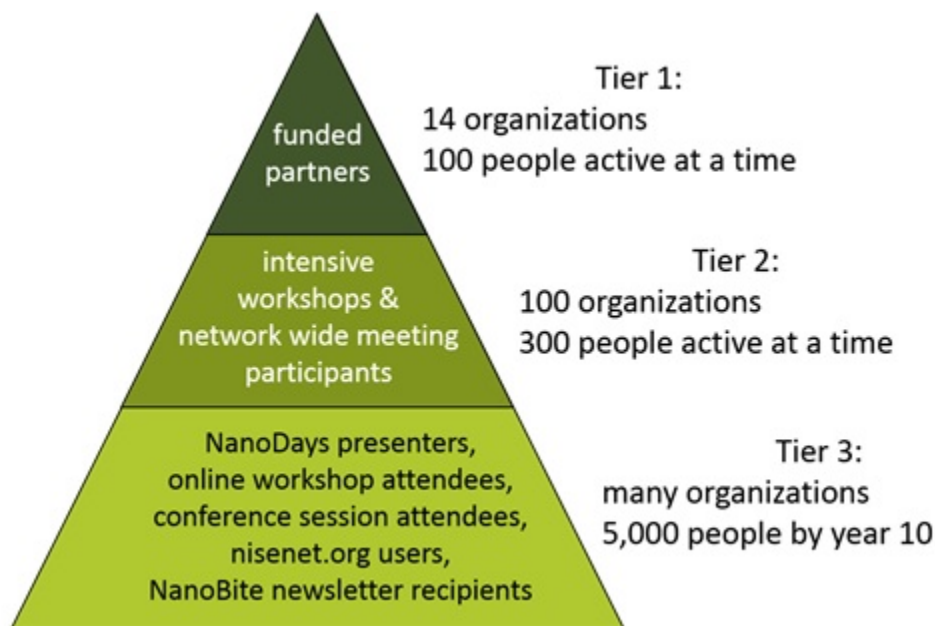 funded
partners
Tier 1:
14 organizations
100 people active at a time
intensive
workshops &
network wide meeting
participants
Tier 2:
100 organizations
300 people active at a time
NanoDays presenters,
online workshop attendees,
conference session attendees,
nisenet.org users,
NanoBite newsletter recipients
Tier 3:
many organizations
5,000 people by year 10